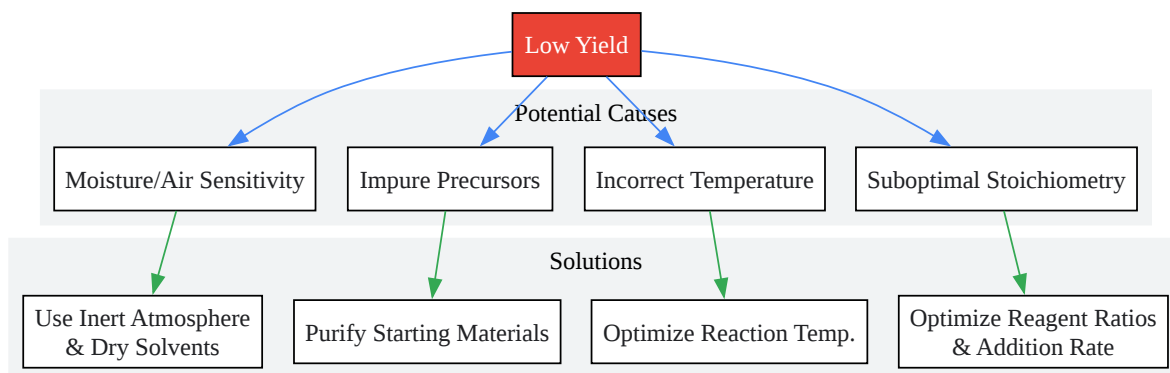 Low Yield
Potential Causes
Moisture/Air Sensitivity
Impure Precursors
Incorrect Temperature
Suboptimal Stoichiometry
Solutions
Use Inert Atmosphere
& Dry Solvents
Purify Starting Materials
Optimize Reaction Temp.
Optimize Reagent Ratios
& Addition Rate